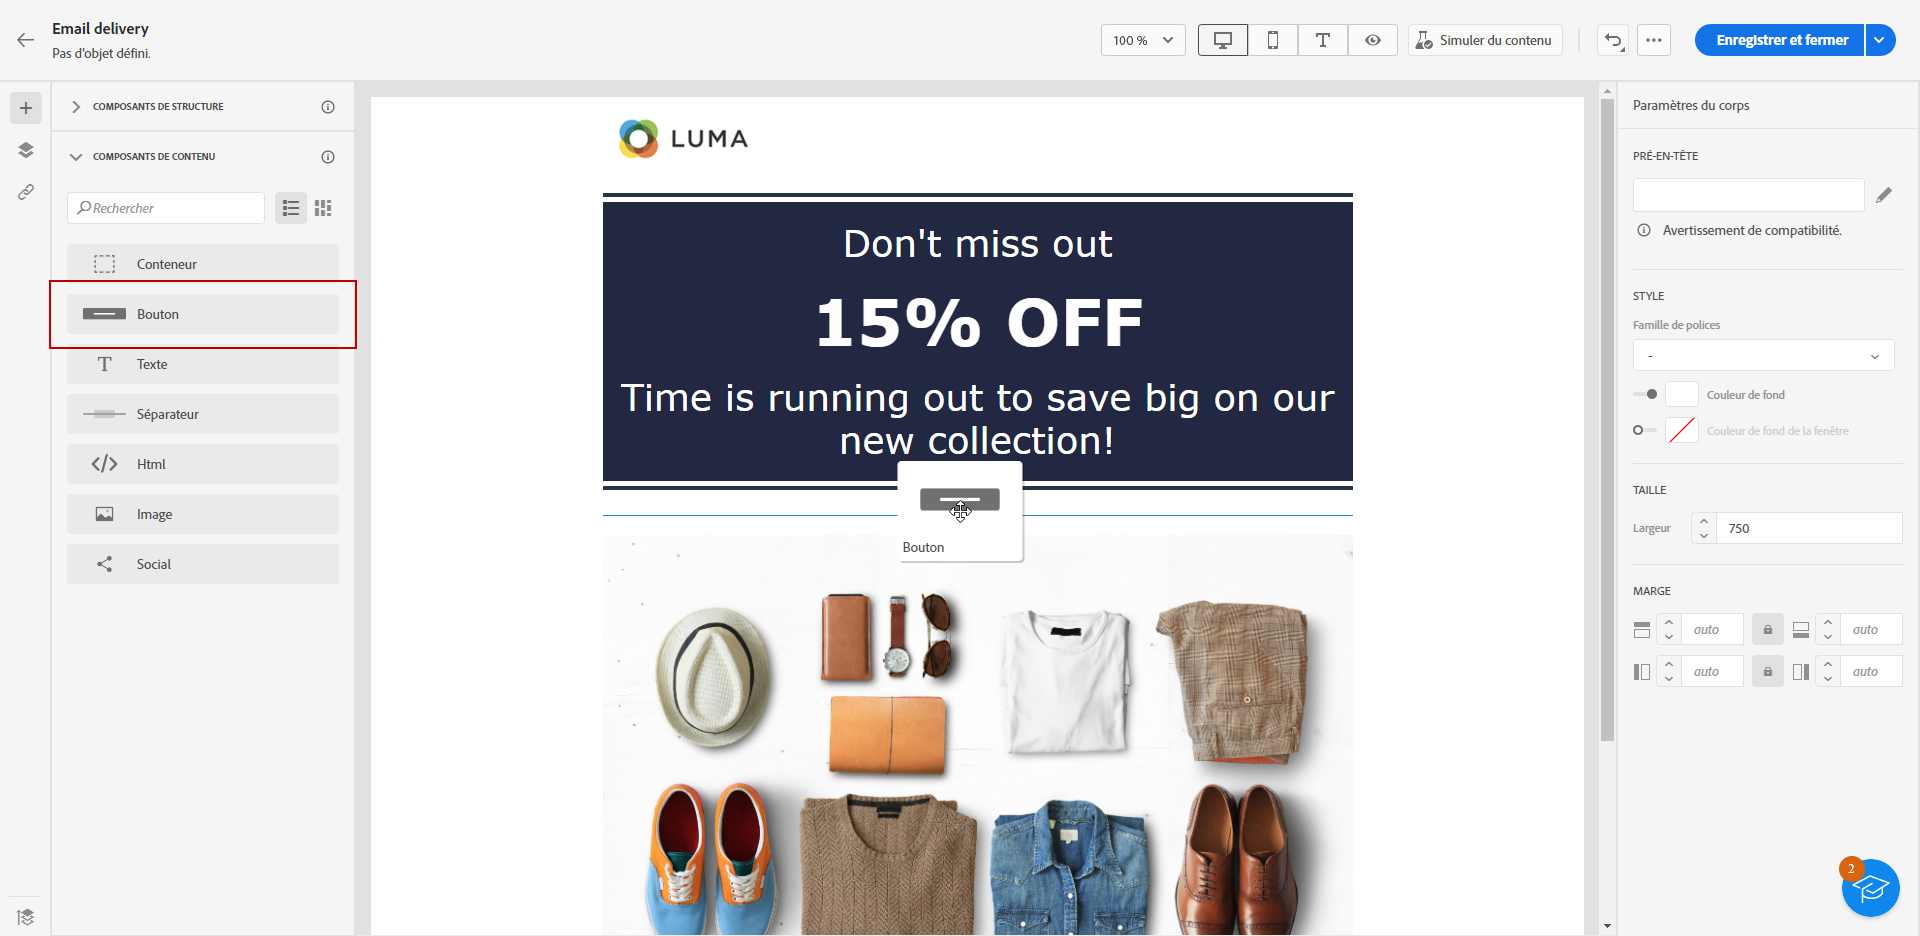 Email delivery
Pas d'objet défini.
100 %
Simuler du contenu
Enregistrer et fermer
COMPOSANTS DE STRUCTURE
COMPOSANTS DE CONTENU
Rechercher
Conteneur
Bouton
Texte
Séparateur
Html
Image
Social
LUMA
Don't miss out
15% OFF
Time is running out to save big on our
new collection!
Bouton
Paramètres du corps
PRÉ-EN-TÊTE
Avertissement de compatibilité.
STYLE
Famille de polices
-
Couleur de fond
Couleur de fond de la fenêtre
TAILLE
Largeur
750
MARGE
auto
auto
auto
auto
2